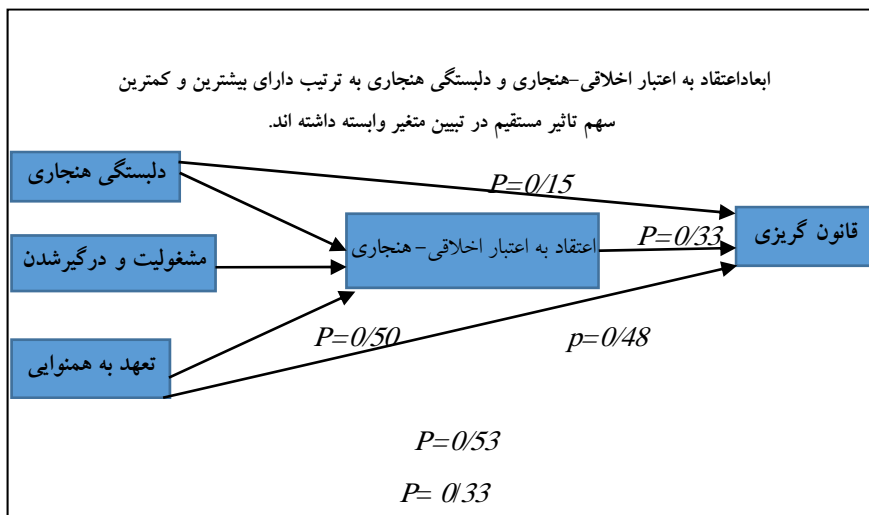 ابعاداعتقاد به اعتبار اخلاقی-هنجاری و دلبستگی هنجاری به ترتیب دارای بیشترین و کمترین
سهم تاثیر مستقیم در تبیین متغیر وابسته داشته اند.
دلبستگی هنجاری
P=0/15
قانون گریزی
اعتقاد به اعتبار اخلاقی- هنجاری
P=0/33
مشغولیت و درگیرشدن
P=0/50
p=0/48
تعهد به همنوایی
P=0/53
P= 0/33